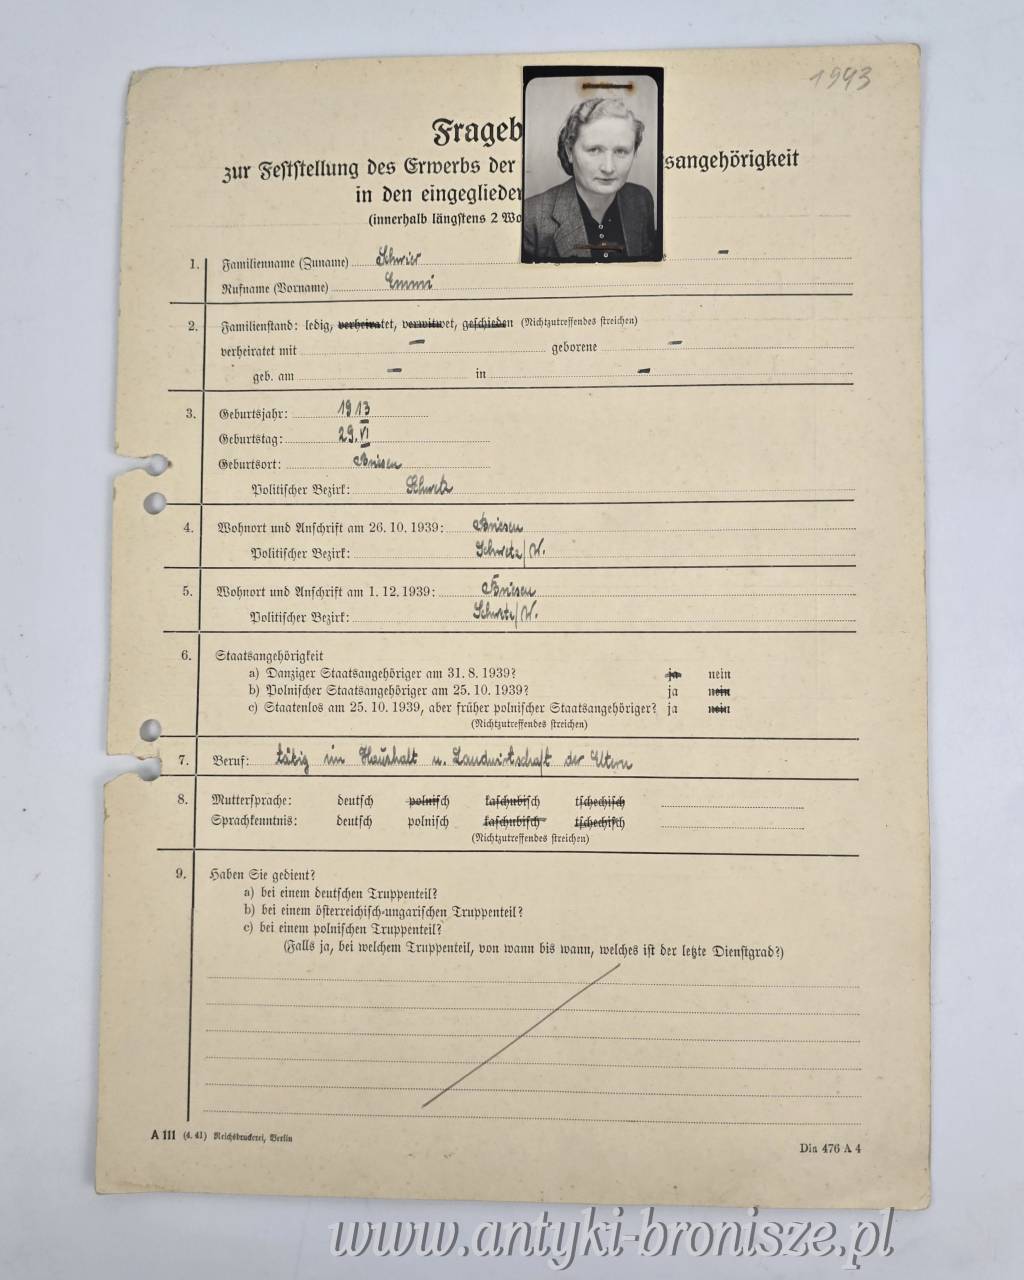 1943
Frageb
zur Feststellung des Erwerbs der sangehörigkeit
in den eingeglieder
(innerhalb längstens 2 Wo
1. Familienname (Zuname) Schwier e –
Rufname (Vorname) Emmi
2. Familienstand: ledig, verheiratet, verwitwet, geschieden (Nichtzutreffendes streichen)
verheiratet mit – geborene –
geb. am – in –
3. Geburtsjahr: 1913
Geburtstag: 29. VI
Geburtsort: Briesen
Politischer Bezirk: Schwetz
4. Wohnort und Anschrift am 26. 10. 1939: Briesen
Politischer Bezirk: Schwetz/W.
5. Wohnort und Anschrift am 1. 12. 1939: Briesen
Politischer Bezirk: Schwetz/W.
6. Staatsangehörigkeit
a) Danziger Staatsangehöriger am 31. 8. 1939? ja nein
b) Polnischer Staatsangehöriger am 25. 10. 1939? ja nein
c) Staatenlos am 25. 10. 1939, aber früher polnischer Staatsangehöriger? ja nein
(Nichtzutreffendes streichen)
7. Beruf: tätig im Haushalt u. Landwirtschaft der Eltern
8. Muttersprache: deutsch polnisch kaschubisch tschechisch
Sprachkenntnis: deutsch polnisch kaschubisch tschechisch
(Nichtzutreffendes streichen)
9. Haben Sie gedient?
a) bei einem deutschen Truppenteil?
b) bei einem österreichisch-ungarischen Truppenteil?
c) bei einem polnischen Truppenteil?
(Falls ja, bei welchem Truppenteil, von wann bis wann, welches ist der letzte Dienstgrad?)
A 111 (4. 41) Reichsdruckerei, Berlin
Din 476 A 4
www.antyki-bronisze.pl